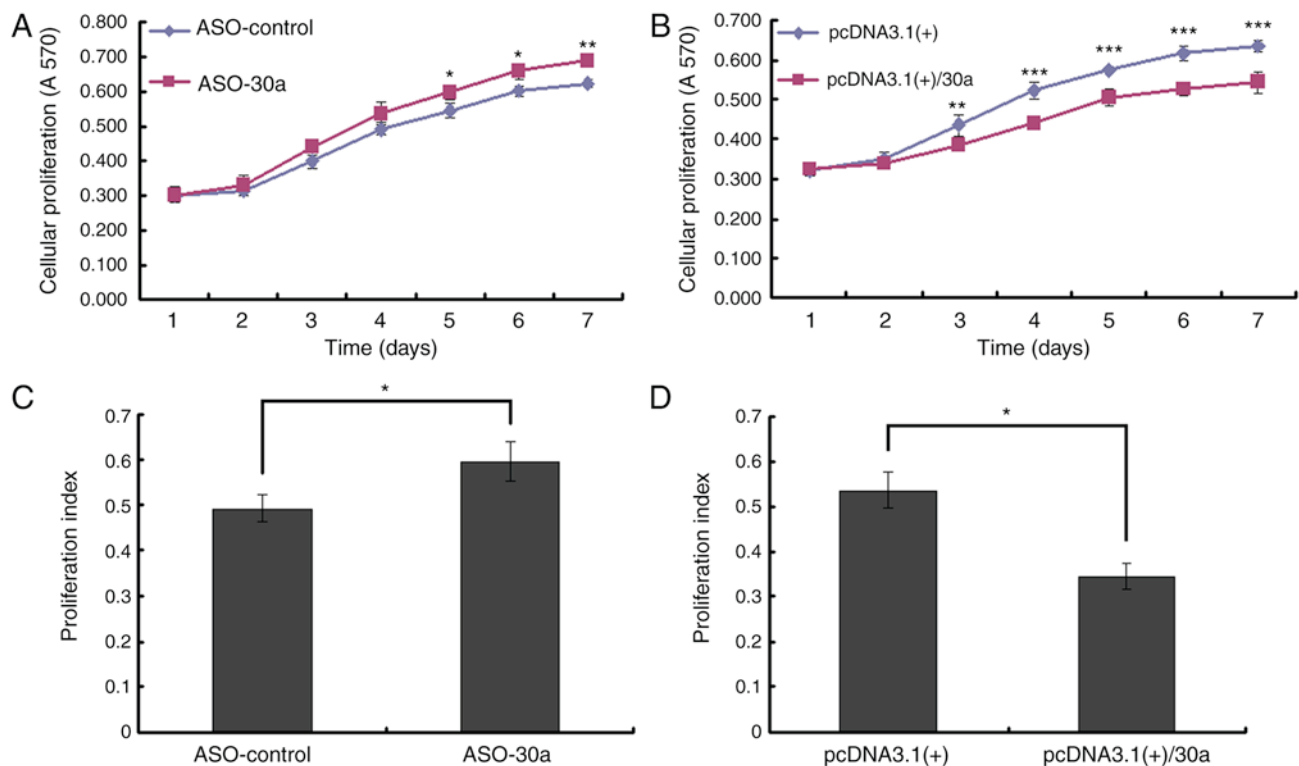 A
ASO-control
ASO-30a
Cellular proliferation (A 570)
0.800
0.700
0.600
0.500
0.400
0.300
0.200
0.100
0.000
* * **
1 2 3 4 5 6 7
Time (days)
B
pcDNA3.1(+)
pcDNA3.1(+)/30a
Cellular proliferation (A 570)
0.700
0.600
0.500
0.400
0.300
0.200
0.100
0.000
** *** *** *** ***
1 2 3 4 5 6 7
Time (days)
C
Proliferation index
0.7
0.6
0.5
0.4
0.3
0.2
0.1
0
*
ASO-control ASO-30a
D
Proliferation index
0.7
0.6
0.5
0.4
0.3
0.2
0.1
0
*
pcDNA3.1(+) pcDNA3.1(+)/30a